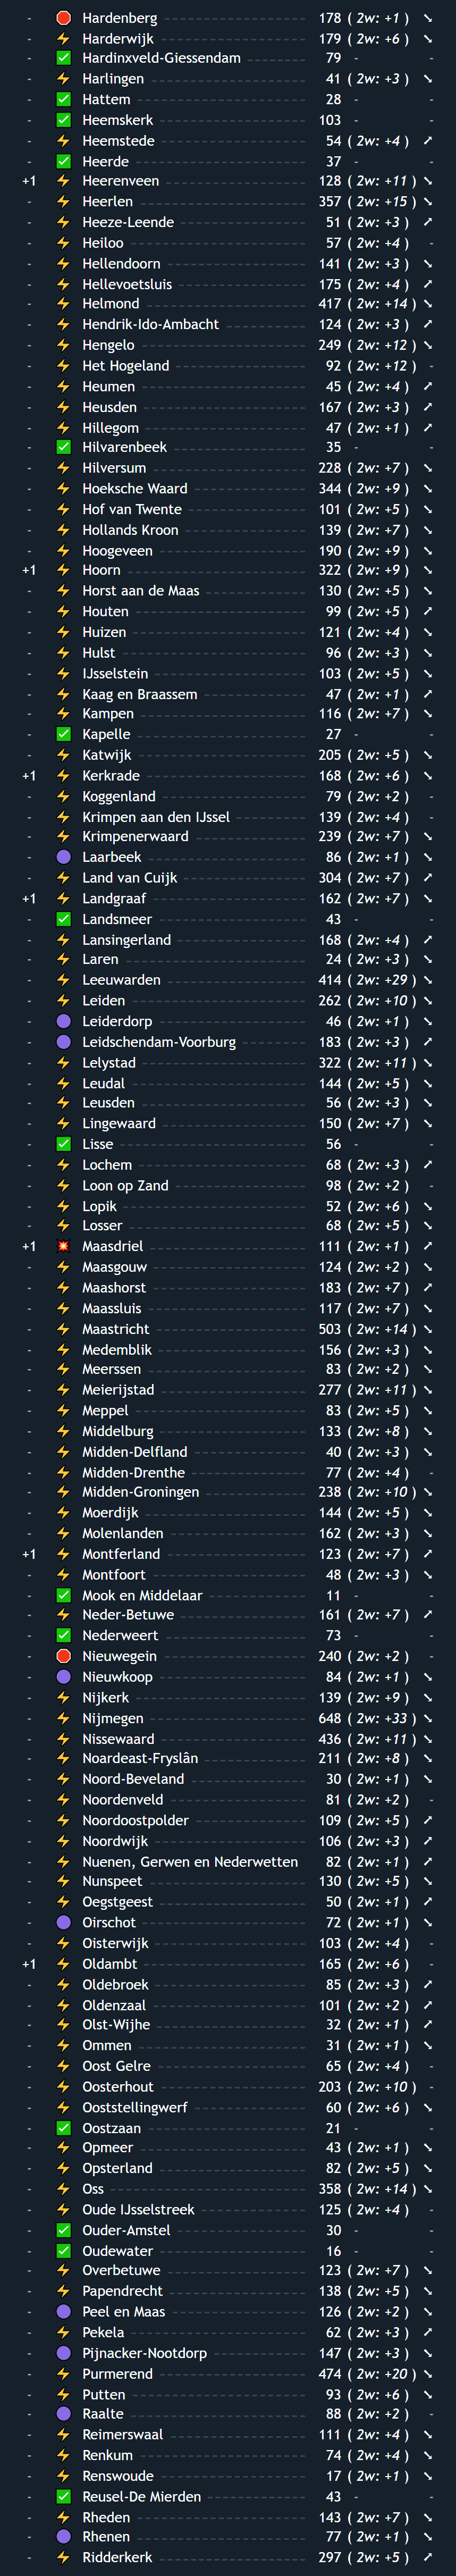 - Hardenberg 178 ( 2w: +1 ) ↘
- Harderwijk 179 ( 2w: +6 ) ↘
- Hardinxveld-Giessendam 79 - -
- Harlingen 41 ( 2w: +3 ) ↘
- Hattem 28 - -
- Heemskerk 103 - -
- Heemstede 54 ( 2w: +4 ) ↗
- Heerde 37 - -
+1 Heerenveen 128 ( 2w: +11 ) ↘
- Heerlen 357 ( 2w: +15 ) ↘
- Heeze-Leende 51 ( 2w: +3 ) ↗
- Heiloo 57 ( 2w: +4 ) -
- Hellendoorn 141 ( 2w: +3 ) ↘
- Hellevoetsluis 175 ( 2w: +4 ) ↗
- Helmond 417 ( 2w: +14 ) ↘
- Hendrik-Ido-Ambacht 124 ( 2w: +3 ) ↗
- Hengelo 249 ( 2w: +12 ) ↘
- Het Hogeland 92 ( 2w: +12 ) -
- Heumen 45 ( 2w: +4 ) ↗
- Heusden 167 ( 2w: +3 ) ↗
- Hillegom 47 ( 2w: +1 ) ↗
- Hilvarenbeek 35 - -
- Hilversum 228 ( 2w: +7 ) ↘
- Hoeksche Waard 344 ( 2w: +9 ) ↘
- Hof van Twente 101 ( 2w: +5 ) ↘
- Hollands Kroon 139 ( 2w: +7 ) ↘
- Hoogeveen 190 ( 2w: +9 ) ↘
+1 Hoorn 322 ( 2w: +9 ) ↘
- Horst aan de Maas 130 ( 2w: +5 ) ↘
- Houten 99 ( 2w: +5 ) ↗
- Huizen 121 ( 2w: +4 ) ↘
- Hulst 96 ( 2w: +3 ) ↘
- IJsselstein 103 ( 2w: +5 ) ↘
- Kaag en Braassem 47 ( 2w: +1 ) ↗
- Kampen 116 ( 2w: +7 ) ↘
- Kapelle 27 - -
- Katwijk 205 ( 2w: +5 ) ↘
+1 Kerkrade 168 ( 2w: +6 ) ↘
- Koggenland 79 ( 2w: +2 ) -
- Krimpen aan den IJssel 139 ( 2w: +4 ) -
- Krimpenerwaard 239 ( 2w: +7 ) ↘
- Laarbeek 86 ( 2w: +1 ) ↘
- Land van Cuijk 304 ( 2w: +7 ) ↗
+1 Landgraaf 162 ( 2w: +7 ) ↘
- Landsmeer 43 - -
- Lansingerland 168 ( 2w: +4 ) ↗
- Laren 24 ( 2w: +3 ) ↘
- Leeuwarden 414 ( 2w: +29 ) ↘
- Leiden 262 ( 2w: +10 ) ↘
- Leiderdorp 46 ( 2w: +1 ) ↘
- Leidschendam-Voorburg 183 ( 2w: +3 ) ↗
- Lelystad 322 ( 2w: +11 ) ↘
- Leudal 144 ( 2w: +5 ) ↘
- Leusden 56 ( 2w: +3 ) ↘
- Lingewaard 150 ( 2w: +7 ) ↘
- Lisse 56 - -
- Lochem 68 ( 2w: +3 ) ↗
- Loon op Zand 98 ( 2w: +2 ) -
- Lopik 52 ( 2w: +6 ) ↘
- Losser 68 ( 2w: +5 ) ↘
+1 Maasdriel 111 ( 2w: +1 ) ↗
- Maasgouw 124 ( 2w: +2 ) ↘
- Maashorst 183 ( 2w: +7 ) ↗
- Maassluis 117 ( 2w: +7 ) ↘
- Maastricht 503 ( 2w: +14 ) ↘
- Medemblik 156 ( 2w: +3 ) ↘
- Meerssen 83 ( 2w: +2 ) ↘
- Meierijstad 277 ( 2w: +11 ) ↘
- Meppel 83 ( 2w: +5 ) ↘
- Middelburg 133 ( 2w: +8 ) ↘
- Midden-Delfland 40 ( 2w: +3 ) ↘
- Midden-Drenthe 77 ( 2w: +4 ) -
- Midden-Groningen 238 ( 2w: +10 ) ↘
- Moerdijk 144 ( 2w: +5 ) ↘
- Molenlanden 162 ( 2w: +3 ) ↘
+1 Montferland 123 ( 2w: +7 ) ↗
- Montfoort 48 ( 2w: +3 ) ↘
- Mook en Middelaar 11 - -
- Neder-Betuwe 161 ( 2w: +7 ) ↗
- Nederweert 73 - -
- Nieuwegein 240 ( 2w: +2 ) -
- Nieuwkoop 84 ( 2w: +1 ) ↘
- Nijkerk 139 ( 2w: +9 ) ↘
- Nijmegen 648 ( 2w: +33 ) ↘
- Nissewaard 436 ( 2w: +11 ) ↘
- Noardeast-Fryslân 211 ( 2w: +8 ) ↘
- Noord-Beveland 30 ( 2w: +1 ) ↘
- Noordenveld 81 ( 2w: +2 ) -
- Noordoostpolder 109 ( 2w: +5 ) ↗
- Noordwijk 106 ( 2w: +3 ) ↗
- Nuenen, Gerwen en Nederwetten 82 ( 2w: +1 ) ↗
- Nunspeet 130 ( 2w: +5 ) ↘
- Oegstgeest 50 ( 2w: +1 ) ↗
- Oirschot 72 ( 2w: +1 ) ↘
- Oisterwijk 103 ( 2w: +4 ) -
+1 Oldambt 165 ( 2w: +6 ) -
- Oldebroek 85 ( 2w: +3 ) ↗
- Oldenzaal 101 ( 2w: +2 ) ↗
- Olst-Wijhe 32 ( 2w: +1 ) ↗
- Ommen 31 ( 2w: +1 ) ↘
- Oost Gelre 65 ( 2w: +4 ) -
- Oosterhout 203 ( 2w: +10 ) -
- Ooststellingwerf 60 ( 2w: +6 ) ↘
- Oostzaan 21 - -
- Opmeer 43 ( 2w: +1 ) ↘
- Opsterland 82 ( 2w: +5 ) ↘
- Oss 358 ( 2w: +14 ) ↘
- Oude IJsselstreek 125 ( 2w: +4 ) -
- Ouder-Amstel 30 - -
- Oudewater 16 - -
- Overbetuwe 123 ( 2w: +7 ) ↘
- Papendrecht 138 ( 2w: +5 ) ↘
- Peel en Maas 126 ( 2w: +2 ) ↘
- Pekela 62 ( 2w: +3 ) ↗
- Pijnacker-Nootdorp 147 ( 2w: +3 ) ↘
- Purmerend 474 ( 2w: +20 ) ↘
- Putten 93 ( 2w: +6 ) ↘
- Raalte 88 ( 2w: +2 ) -
- Reimerswaal 111 ( 2w: +4 ) ↘
- Renkum 74 ( 2w: +4 ) ↘
- Renswoude 17 ( 2w: +1 ) ↘
- Reusel-De Mierden 43 - -
- Rheden 143 ( 2w: +7 ) ↘
- Rhenen 77 ( 2w: +1 ) ↘
- Ridderkerk 297 ( 2w: +5 ) ↗